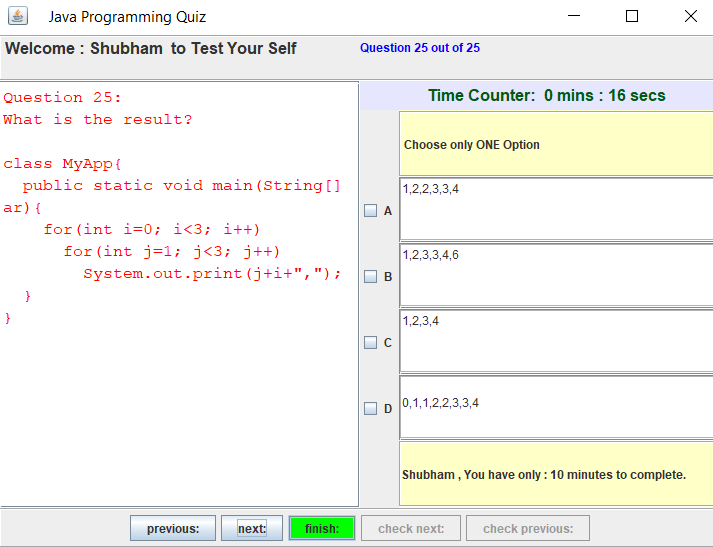 Java Programming Quiz
Welcome : Shubham  to Test Your Self
Question 25 out of 25
Question 25:
What is the result?
class MyApp{
  public static void main(String[]
ar){
    for(int i=0; i<3; i++)
      for(int j=1; j<3; j++)
        System.out.print(j+i+",");
  }
}
Time Counter:  0 mins : 16 secs
Choose only ONE Option
A
1,2,2,3,3,4
B
1,2,3,3,4,6
C
1,2,3,4
D
0,1,1,2,2,3,3,4
Shubham , You have only : 10 minutes to complete.
previous:
next:
finish:
check next:
check previous: